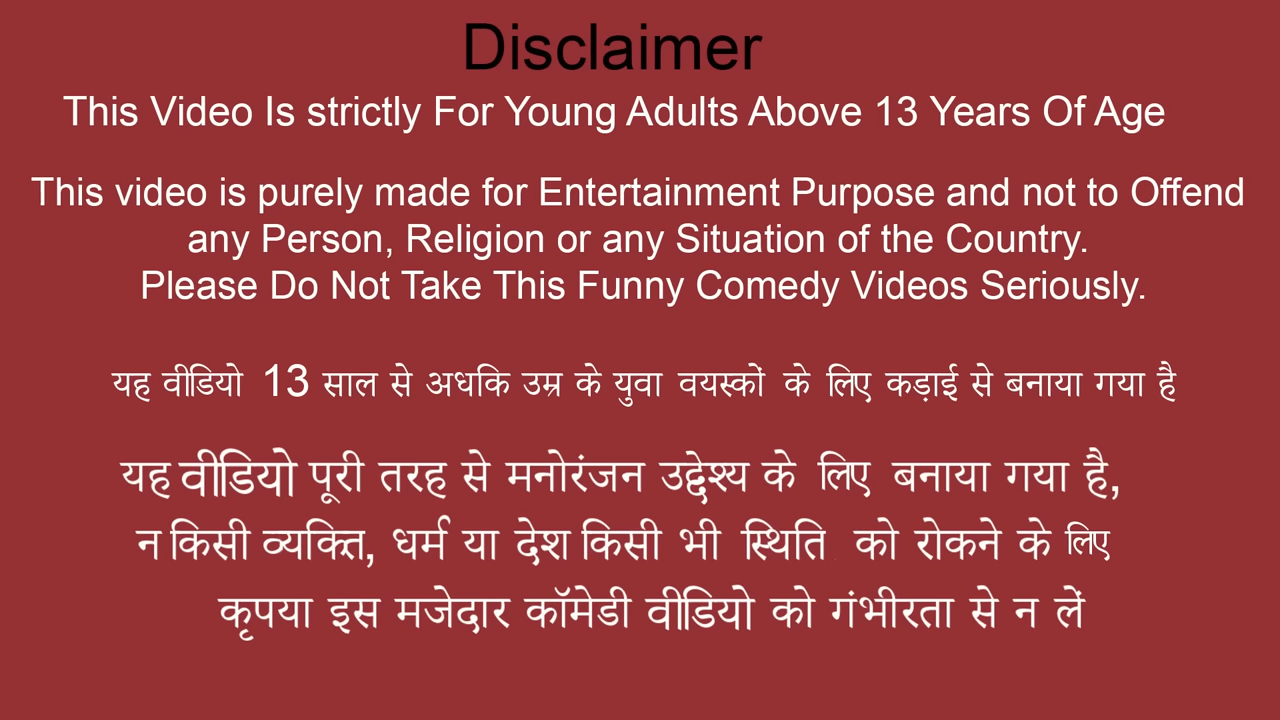 Disclaimer
This Video Is strictly For Young Adults Above 13 Years Of Age
This video is purely made for Entertainment Purpose and not to Offend
any Person, Religion or any Situation of the Country.
Please Do Not Take This Funny Comedy Videos Seriously.
यह वीडियो 13 साल से अधकि उम्र के युवा वयस्कों के लिए कड़ाई से बनाया गया है
यह वीडियो पूरी तरह से मनोरंजन उद्देश्य के लिए बनाया गया है,
न किसी व्यक्ति, धर्म या देश किसी भी स्थिति को रोकने के लिए
कृपया इस मजेदार कॉमेडी वीडियो को गंभीरता से न लें